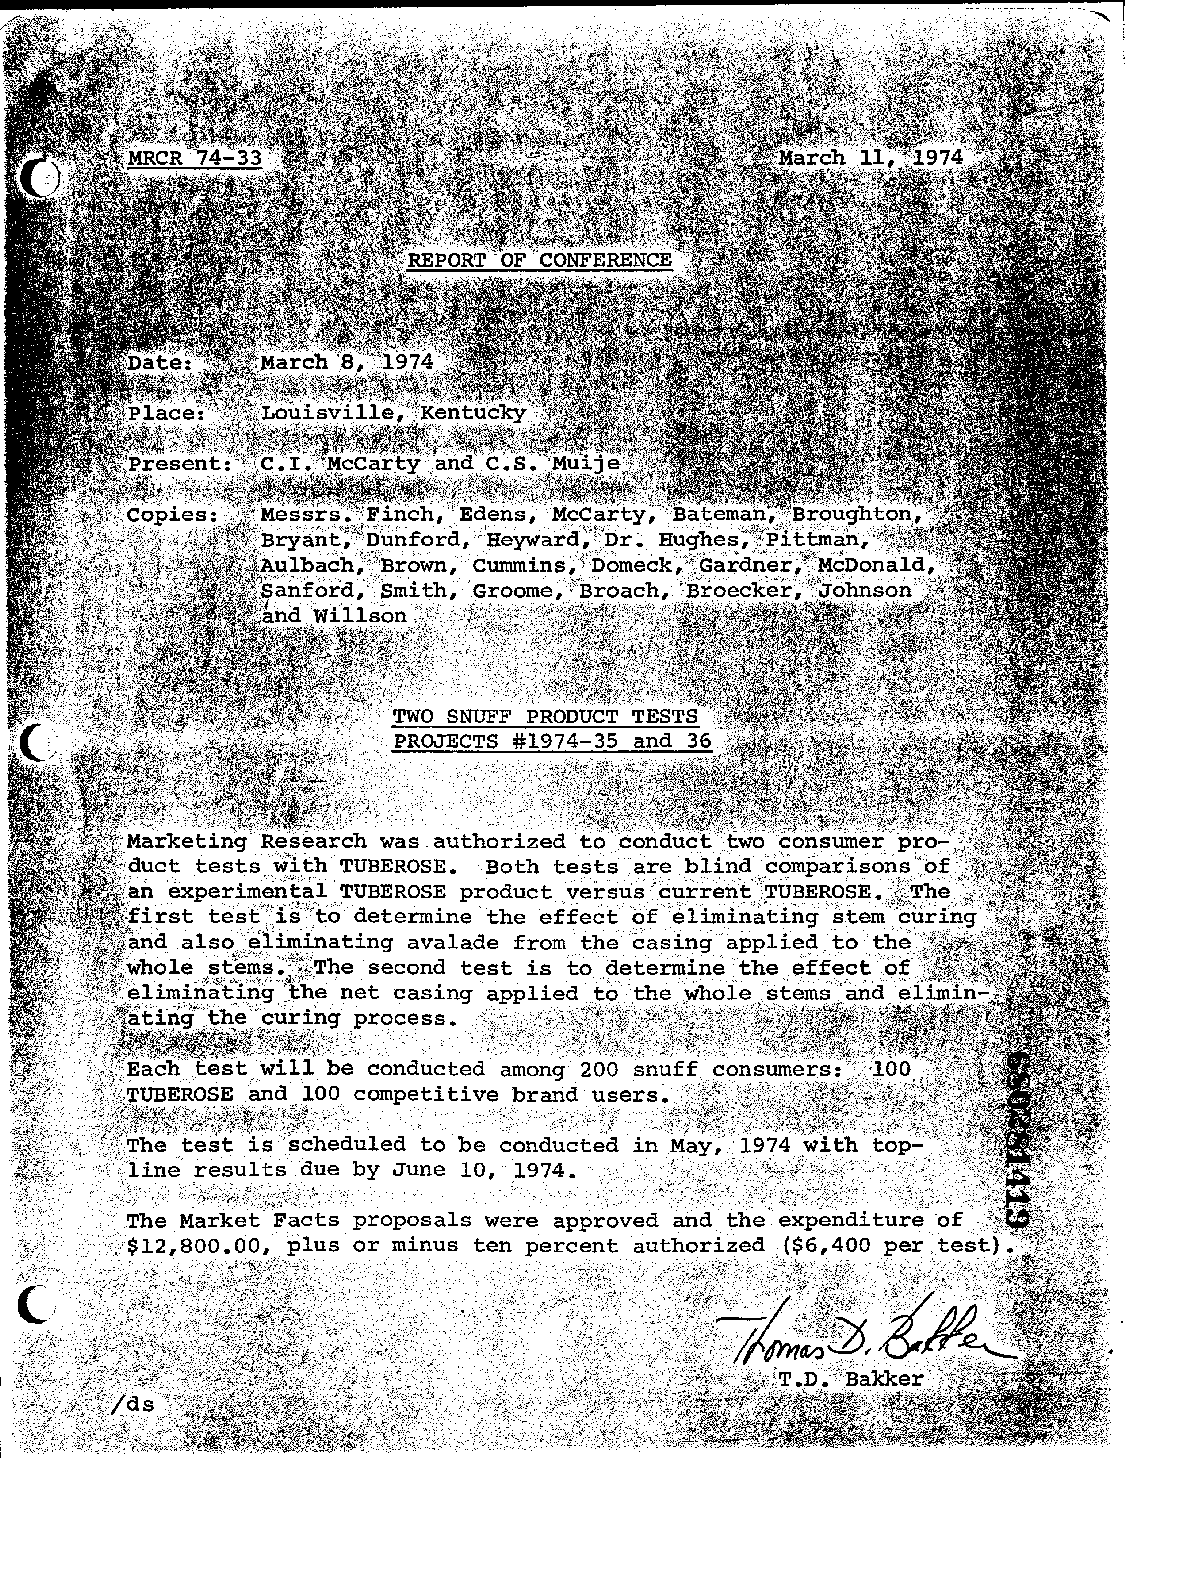 MRCR 74-33 March 11, 1974
REPORT OF CONFERENCE
Date: March 8, 1974
Place: Louisville, Kentucky
Present: C.I. McCarty and C.S. Muije
Copies: Messrs. Finch, Edens, McCarty, Bateman, Broughton,
Bryant, Dunford, Heyward, Dr. Hughes, Pittman,
Aulbach, Brown, Cummins, Domeck, Gardner, McDonald,
Sanford, Smith, Groome, Broach, Broecker, Johnson
and Willson
TWO SNUFF PRODUCT TESTS
PROJECTS #1974-35 and 36
Marketing Research was authorized to conduct two consumer pro-
duct tests with TUBEROSE. Both tests are blind comparisons of
an experimental TUBEROSE product versus current TUBEROSE. The
first test is to determine the effect of eliminating stem curing
and also eliminating avalade from the casing applied to the
whole stems. The second test is to determine the effect of
eliminating the net casing applied to the whole stems and elimin-
ating the curing process.
Each test will be conducted among 200 snuff consumers: 100
TUBEROSE and 100 competitive brand users.
The test is scheduled to be conducted in May, 1974 with top-
line results due by June 10, 1974.
The Market Facts proposals were approved and the expenditure of
$12,800.00, plus or minus ten percent authorized ($6,400 per test).
Thomas D. Bakker
T.D. Bakker
/ds